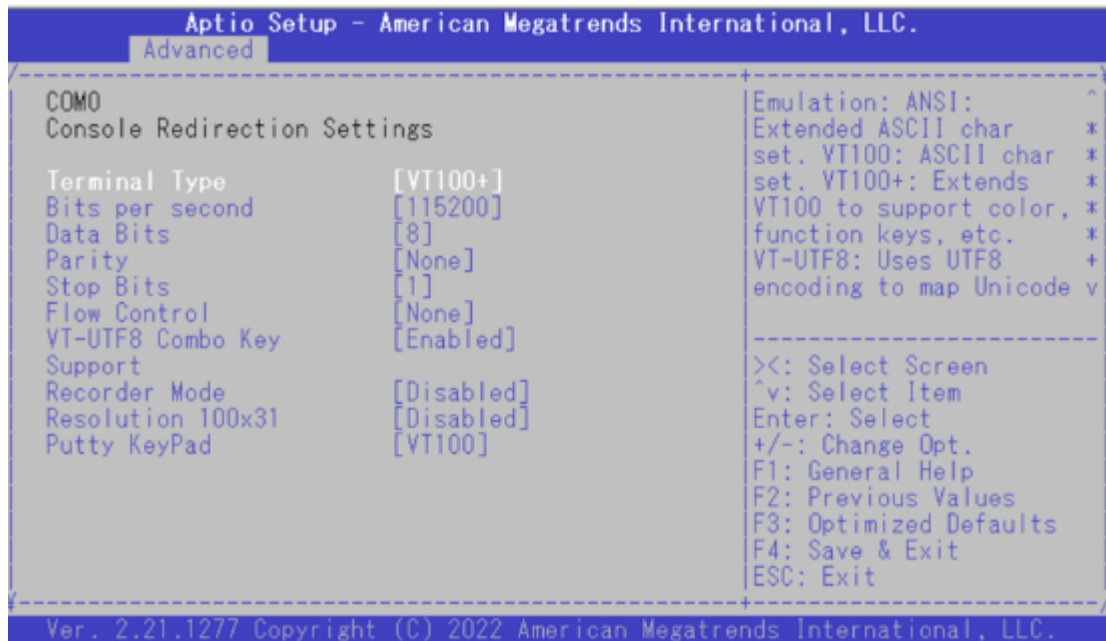 Aptio Setup - American Megatrends International, LLC.
Advanced
COM0
Console Redirection Settings
Terminal Type [VT100+]
Bits per second [115200]
Data Bits [8]
Parity [None]
Stop Bits [1]
Flow Control [None]
VT-UTF8 Combo Key [Enabled]
Support
Recorder Mode [Disabled]
Resolution 100x31 [Disabled]
Putty KeyPad [VT100]
Emulation: ANSI: ^
Extended ASCII char *
set. VT100: ASCII char *
set. VT100+: Extends *
VT100 to support color, *
function keys, etc. *
VT-UTF8: Uses UTF8 +
encoding to map Unicode v
><: Select Screen
^v: Select Item
Enter: Select
+/-: Change Opt.
F1: General Help
F2: Previous Values
F3: Optimized Defaults
F4: Save & Exit
ESC: Exit
Ver. 2.21.1277 Copyright (C) 2022 American Megatrends International, LLC.